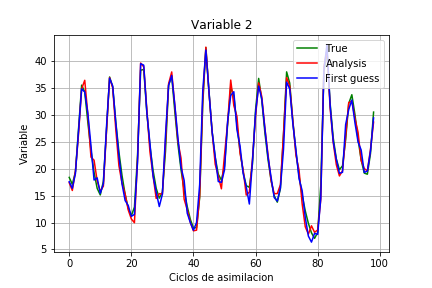 Variable 2
True
Analysis
First guess
40
35
30
25
20
15
10
5
Variable
0
20
40
60
80
100
Ciclos de asimilacion